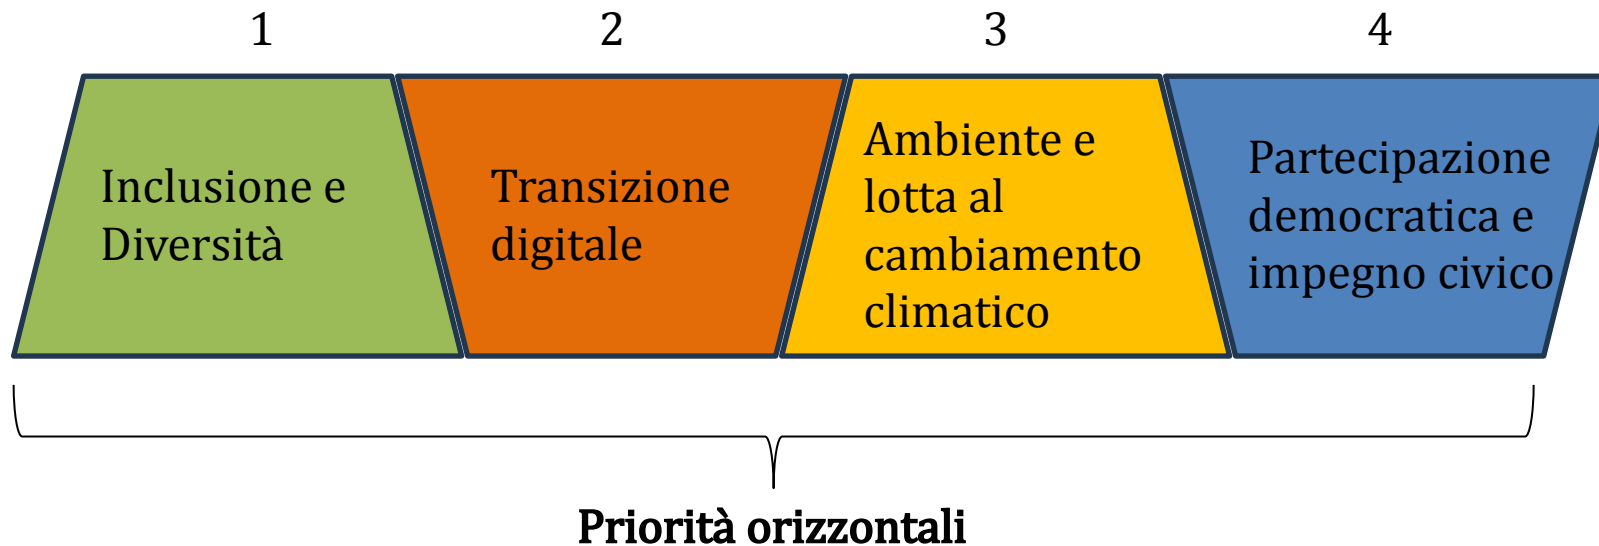 1
2
3
4
Inclusione e
Diversità
Transizione
digitale
Ambiente e
lotta al
cambiamento
climatico
Partecipazione
democratica e
impegno civico
Priorità orizzontali